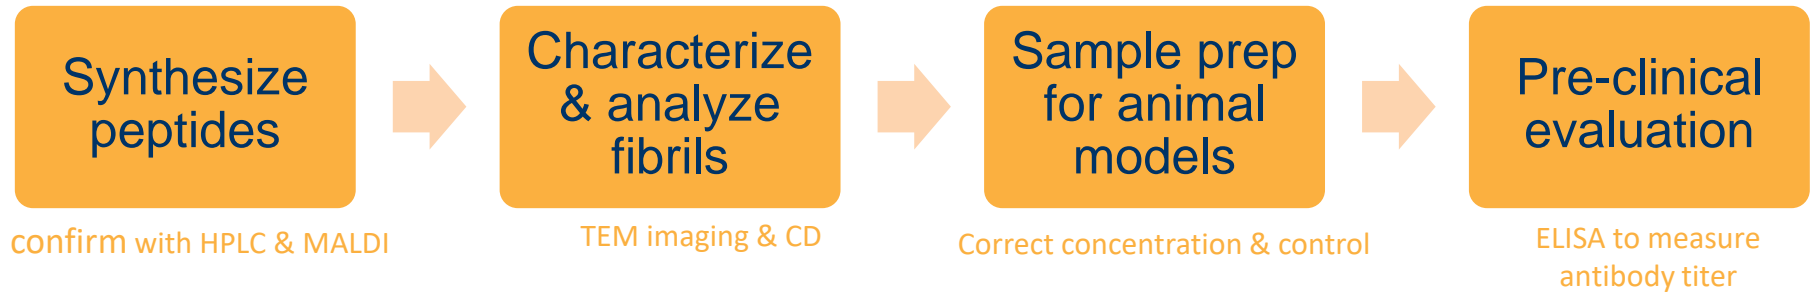 Synthesize
peptides
confirm with HPLC & MALDI
Characterize
& analyze
fibrils
TEM imaging & CD
Sample prep
for animal
models
Correct concentration & control
Pre-clinical
evaluation
ELISA to measure
antibody titer